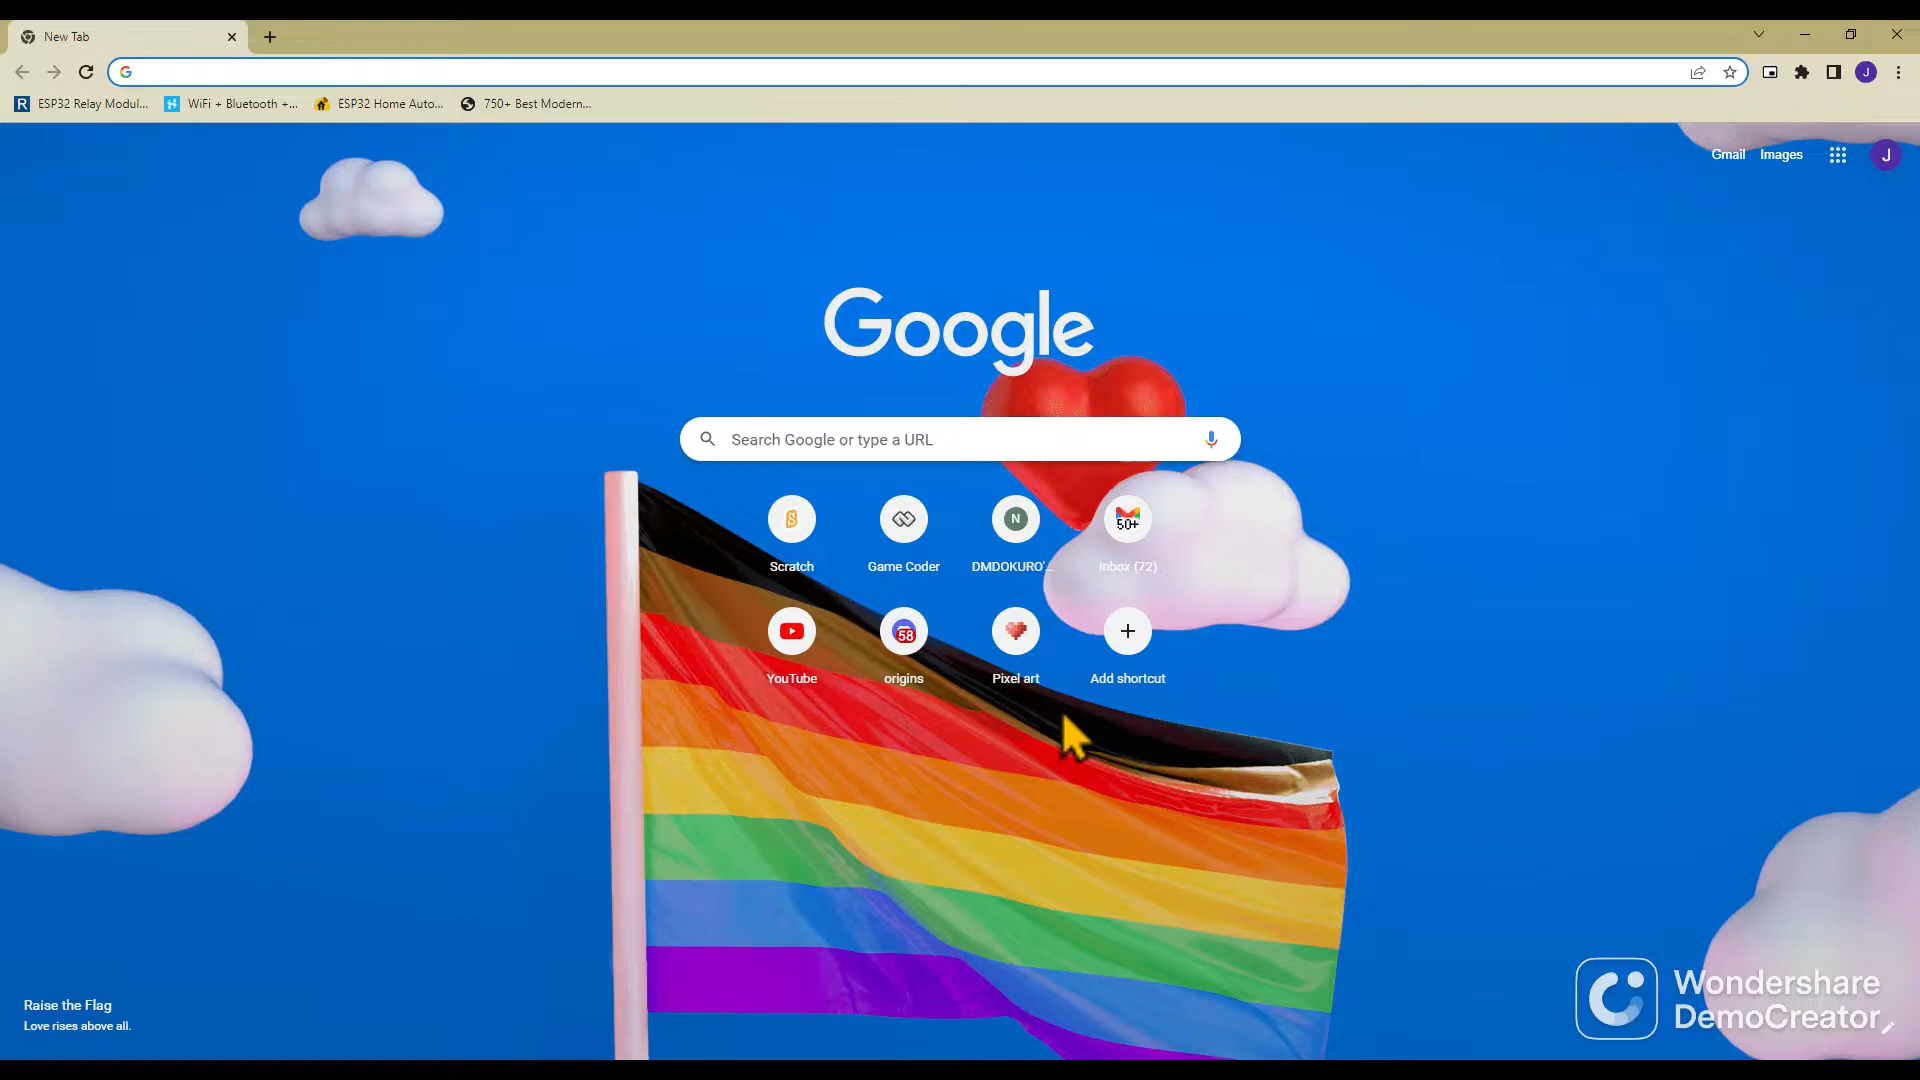 New Tab
ESP32 Relay Modul...
WiFi + Bluetooth +...
ESP32 Home Auto...
750+ Best Modern...
Gmail
Images
J
J
Google
Search Google or type a URL
N
50+
Scratch
Game Coder
DMDOKURO'...
Inbox (72)
58
YouTube
origins
Pixel art
Add shortcut
Raise the Flag
Love rises above all.
Wondershare
DemoCreator